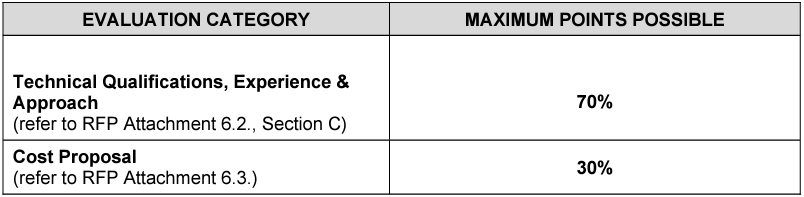 EVALUATION CATEGORY
MAXIMUM POINTS POSSIBLE
Technical Qualifications, Experience &
Approach
(refer to RFP Attachment 6.2., Section C)
70%
Cost Proposal
(refer to RFP Attachment 6.3.)
30%